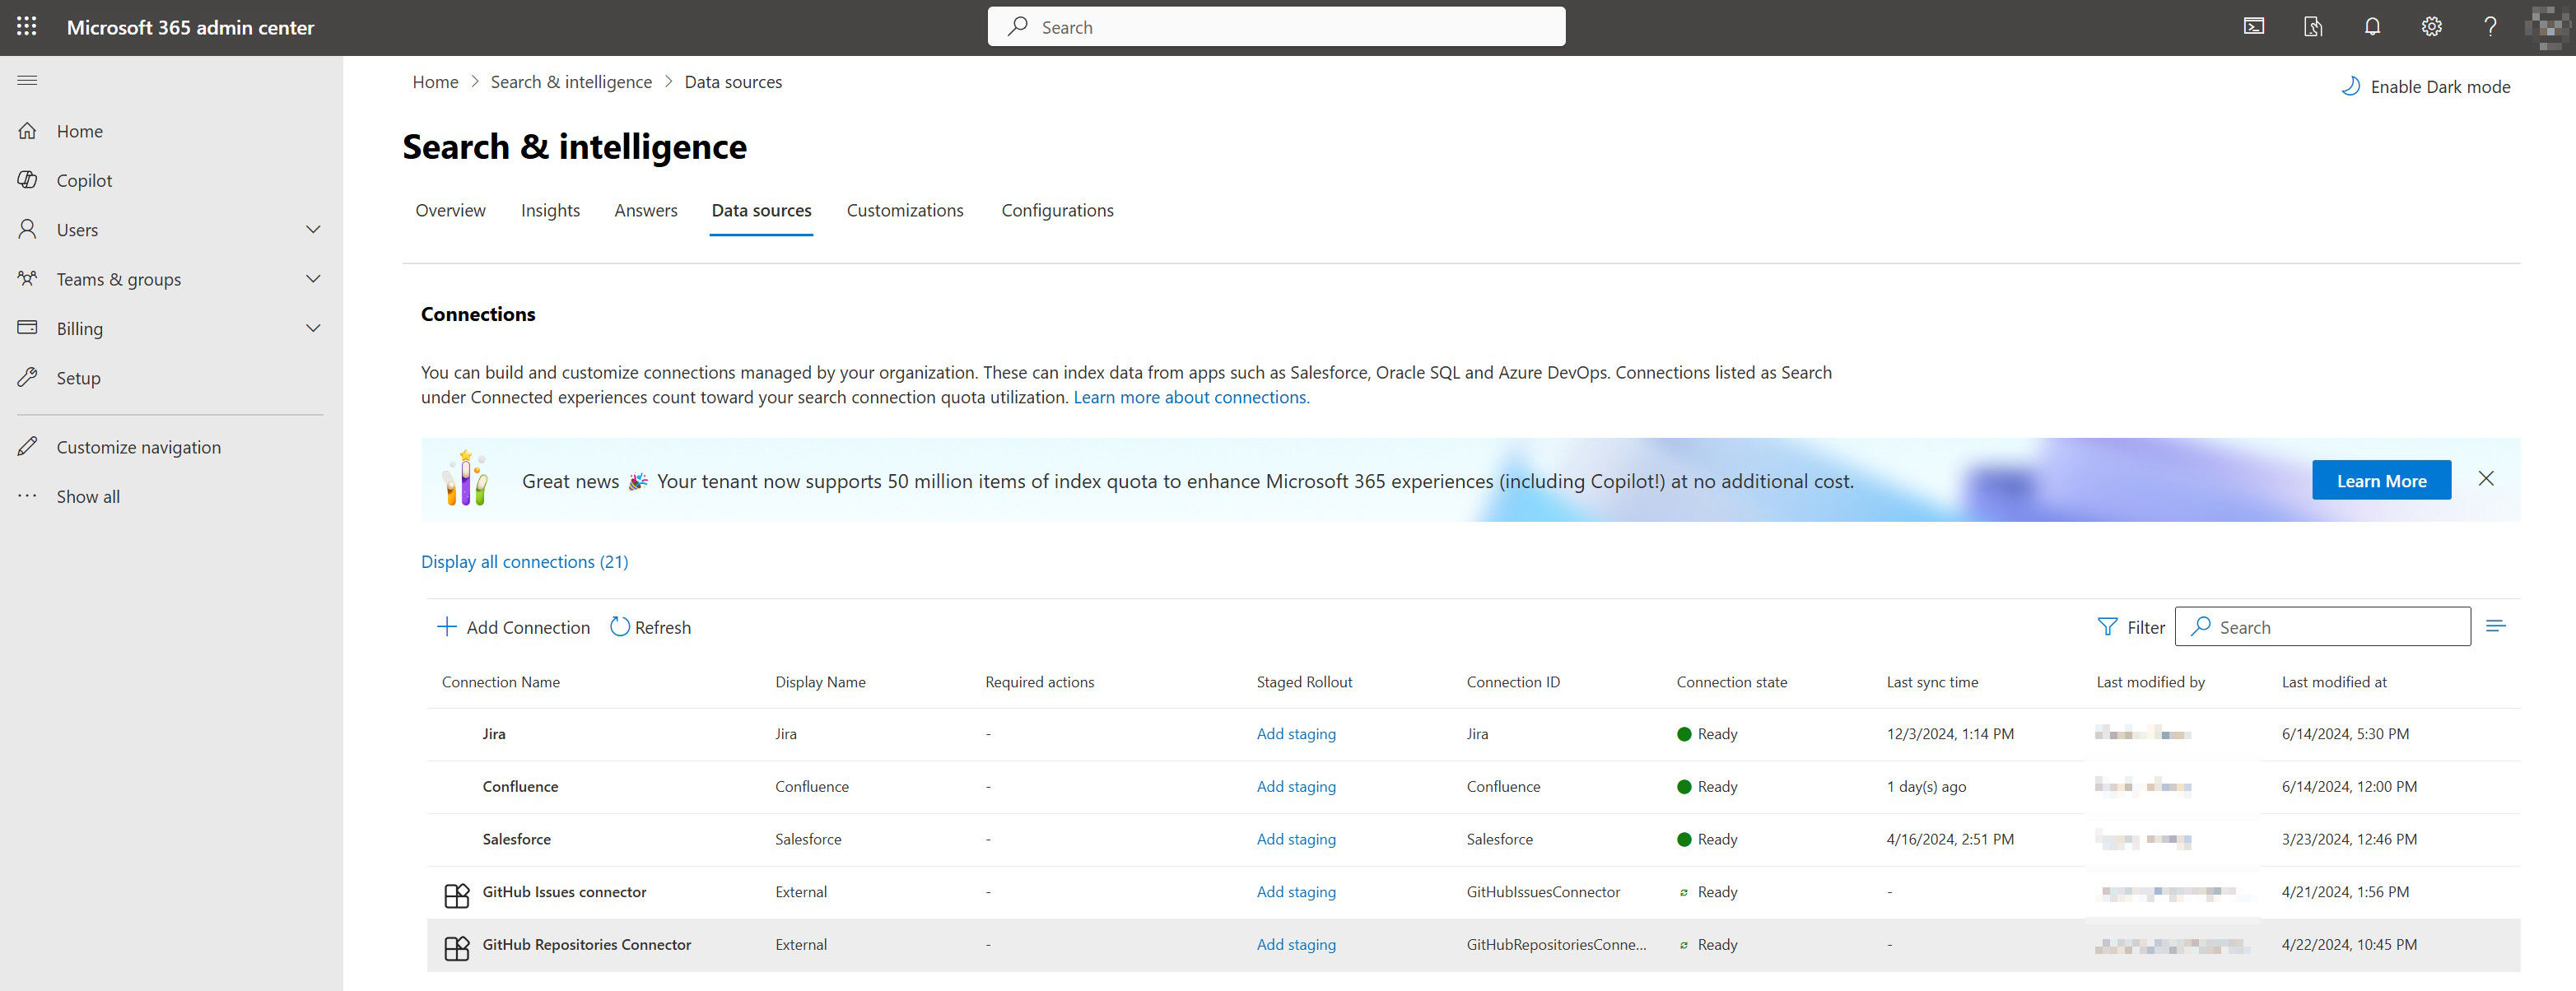 Microsoft 365 admin center
Search
Home
Copilot
Users
Teams & groups
Billing
Setup
Customize navigation
Show all
Home > Search & intelligence > Data sources
Enable Dark mode
Search & intelligence
Overview Insights Answers Data sources Customizations Configurations
Connections
You can build and customize connections managed by your organization. These can index data from apps such as Salesforce, Oracle SQL and Azure DevOps. Connections listed as Search
under Connected experiences count toward your search connection quota utilization. Learn more about connections.
Great news 🎉 Your tenant now supports 50 million items of index quota to enhance Microsoft 365 experiences (including Copilot!) at no additional cost. Learn More
Display all connections (21)
Add Connection Refresh Filter Search
Connection Name Display Name Required actions Staged Rollout Connection ID Connection state Last sync time Last modified by Last modified at
Jira Jira - Add staging Jira Ready 12/3/2024, 1:14 PM 6/14/2024, 5:30 PM
Confluence Confluence - Add staging Confluence Ready 1 day(s) ago 6/14/2024, 12:00 PM
Salesforce Salesforce - Add staging Salesforce Ready 4/16/2024, 2:51 PM 3/23/2024, 12:46 PM
GitHub Issues connector External - Add staging GitHubIssuesConnector Ready - 4/21/2024, 1:56 PM
GitHub Repositories Connector External - Add staging GitHubRepositoriesConne... Ready - 4/22/2024, 10:45 PM